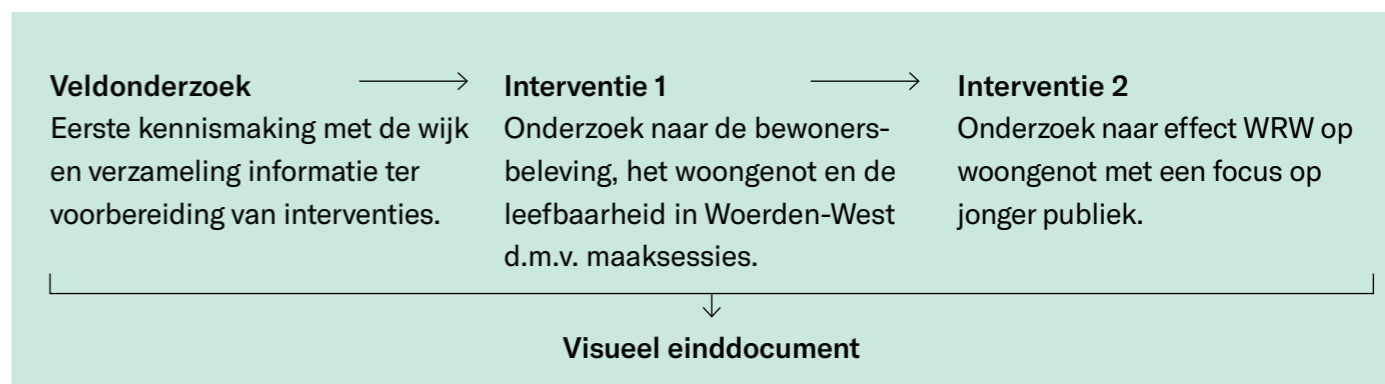 Veldonderzoek
Eerste kennismaking met de wijk
en verzameling informatie ter
voorbereiding van interventies.
Interventie 1
Onderzoek naar de bewoners-
beleving, het woongenot en de
leefbaarheid in Woerden-West
d.m.v. maaksessies.
Interventie 2
Onderzoek naar effect WRW op
woongenot met een focus op
jonger publiek.
Visueel einddocument